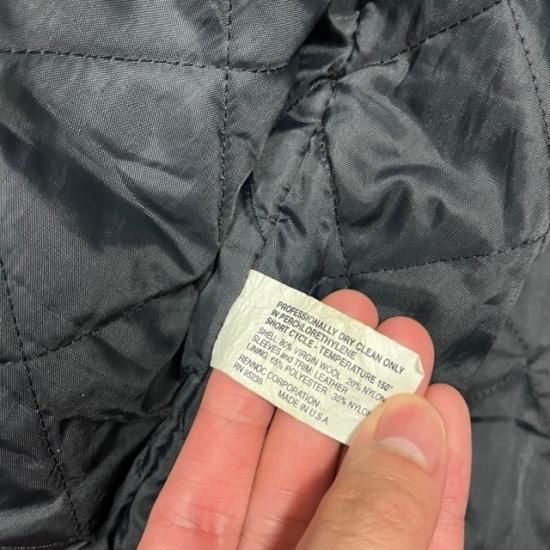 PROFESSIONALLY DRY CLEAN ONLY
IN PERCHLORETHYLENE
SHORT CYCLE - TEMPERATURE 150°
SHELL: 80% VIRGIN WOOL 20% NYLON
SLEEVES and TRIM: LEATHER
LINING: 65% POLYESTER 35% NYLON
RENNOC CORPORATION
RN 95239 MADE IN U.S.A.